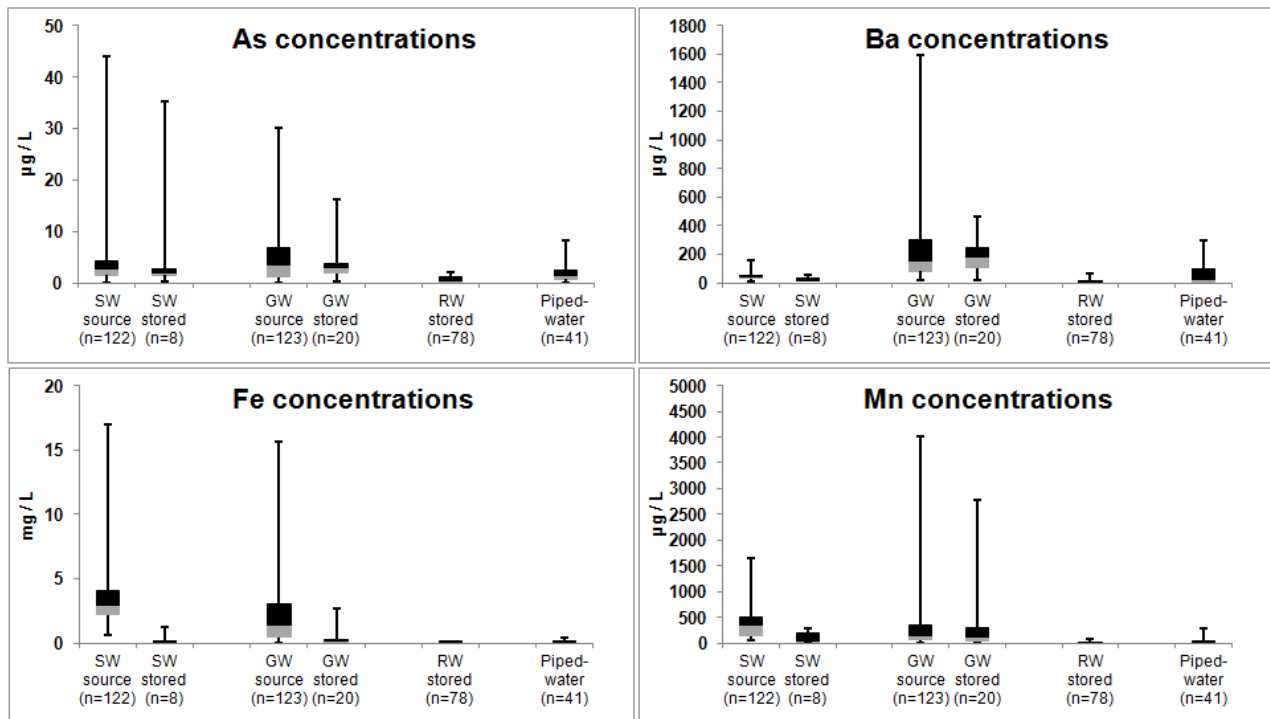 As concentrations
µg / L
50
40
30
20
10
0
SW SW GW GW RW Piped-
source stored source stored stored water
(n=122) (n=8) (n=123) (n=20) (n=78) (n=41)
Ba concentrations
µg / L
1800
1600
1400
1200
1000
800
600
400
200
0
SW SW GW GW RW Piped-
source stored source stored stored water
(n=122) (n=8) (n=123) (n=20) (n=78) (n=41)
Fe concentrations
mg / L
20
15
10
5
0
SW SW GW GW RW Piped-
source stored source stored stored water
(n=122) (n=8) (n=123) (n=20) (n=78) (n=41)
Mn concentrations
µg / L
5000
4500
4000
3500
3000
2500
2000
1500
1000
500
0
SW SW GW GW RW Piped-
source stored source stored stored water
(n=122) (n=8) (n=123) (n=20) (n=78) (n=41)